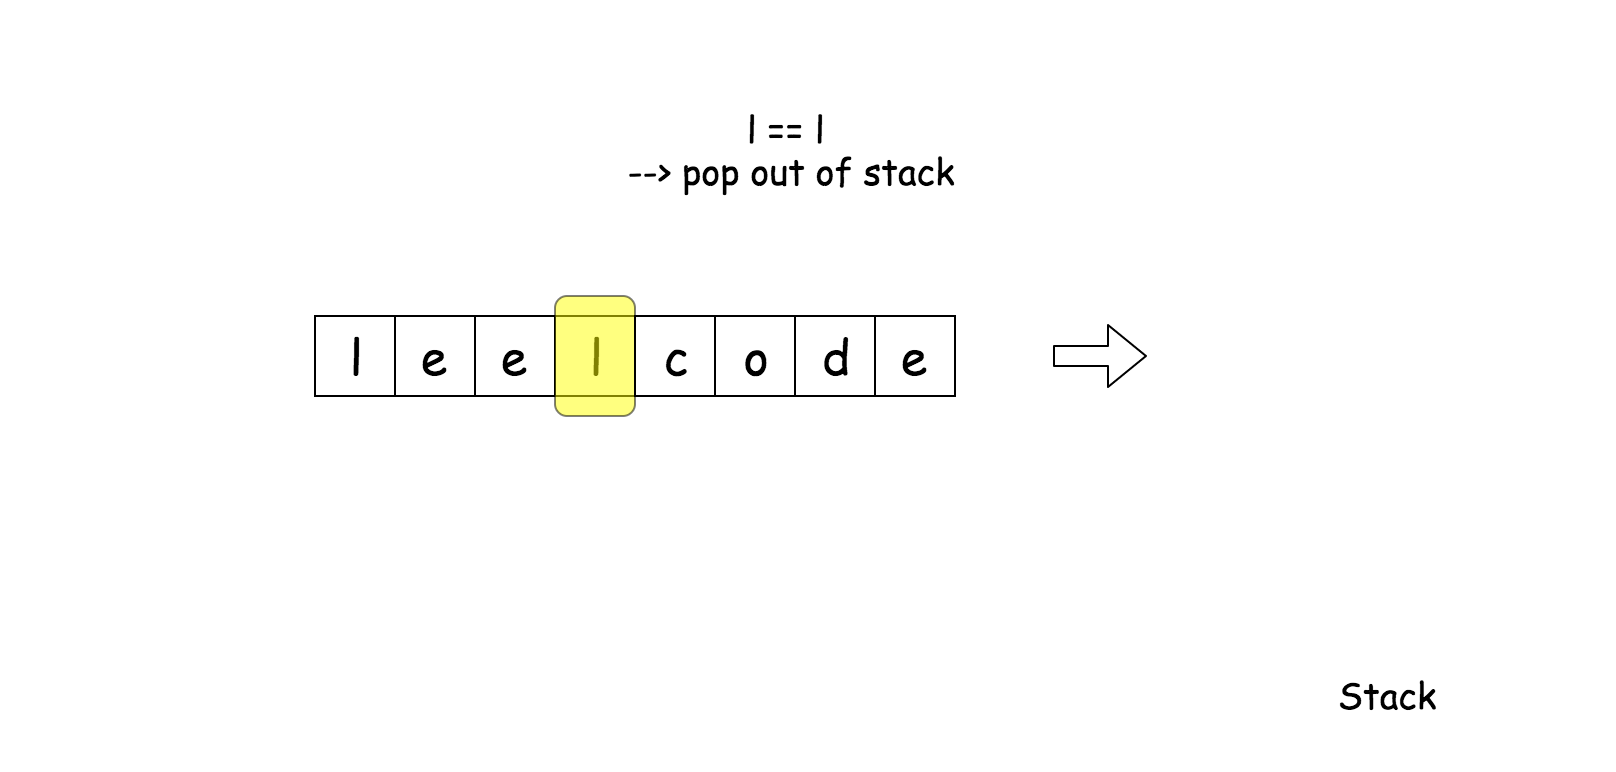 l == l
--> pop out of stack
l e e l c o d e
Stack